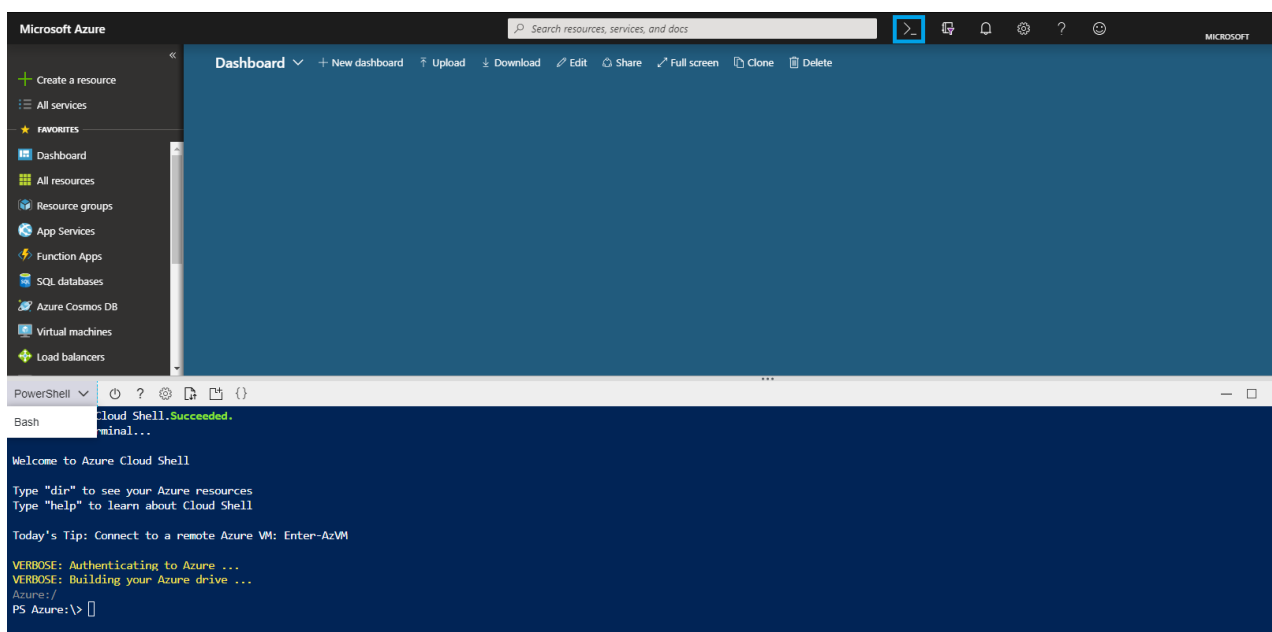 Microsoft Azure
Search resources, services, and docs
>_
?
MICROSOFT
«
Create a resource
All services
FAVORITES
Dashboard
All resources
Resource groups
App Services
Function Apps
SQL databases
Azure Cosmos DB
Virtual machines
Load balancers
Dashboard + New dashboard Upload Download Edit Share Full screen Clone Delete
PowerShell ? {}
Bash
Cloud Shell.Succeeded.
minal...
Welcome to Azure Cloud Shell
Type "dir" to see your Azure resources
Type "help" to learn about Cloud Shell
Today's Tip: Connect to a remote Azure VM: Enter-AzVM
VERBOSE: Authenticating to Azure ...
VERBOSE: Building your Azure drive ...
Azure:/
PS Azure:\>